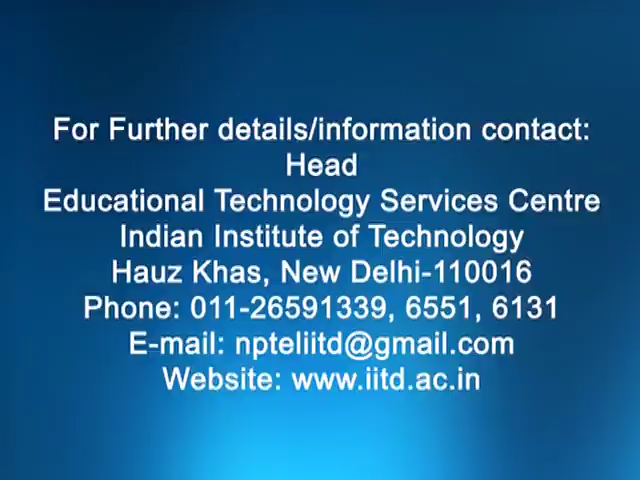 For Further details/information contact:
Head
Educational Technology Services Centre
Indian Institute of Technology
Hauz Khas, New Delhi-110016
Phone: 011-26591339, 6551, 6131
E-mail: npteliitd@gmail.com
Website: www.iitd.ac.in